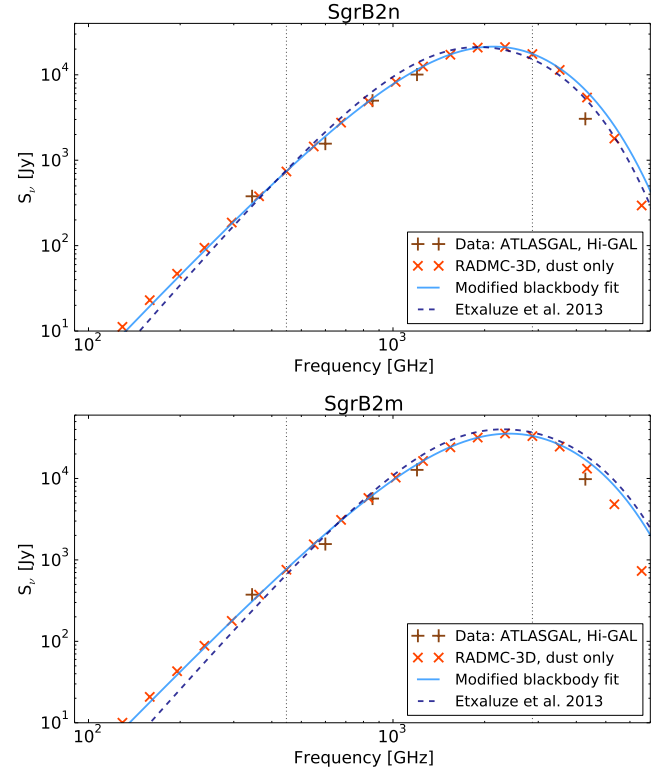 SgrB2n
10^4
10^3
10^2
10^1
S_ν [Jy]
10^2
10^3
Frequency [GHz]
Data: ATLASGAL, Hi-GAL
RADMC-3D, dust only
Modified blackbody fit
Etxaluze et al. 2013
SgrB2m
10^4
10^3
10^2
10^1
S_ν [Jy]
10^2
10^3
Frequency [GHz]
Data: ATLASGAL, Hi-GAL
RADMC-3D, dust only
Modified blackbody fit
Etxaluze et al. 2013